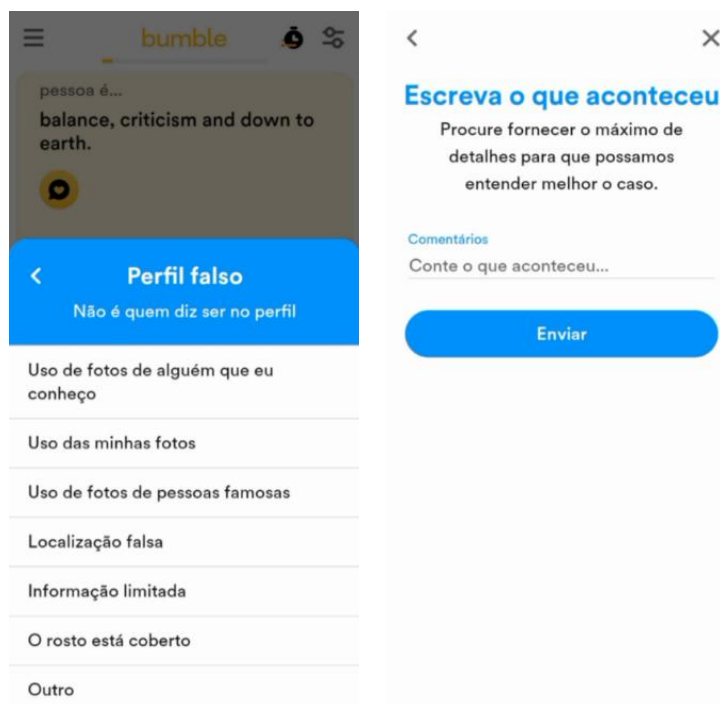 bumble
pessoa é...
balance, criticism and down to
earth.
Perfil falso
Não é quem diz ser no perfil
Uso de fotos de alguém que eu
conheço
Uso das minhas fotos
Uso de fotos de pessoas famosas
Localização falsa
Informação limitada
O rosto está coberto
Outro
Escreva o que aconteceu
Procure fornecer o máximo de
detalhes para que possamos
entender melhor o caso.
Comentários
Conte o que aconteceu...
Enviar